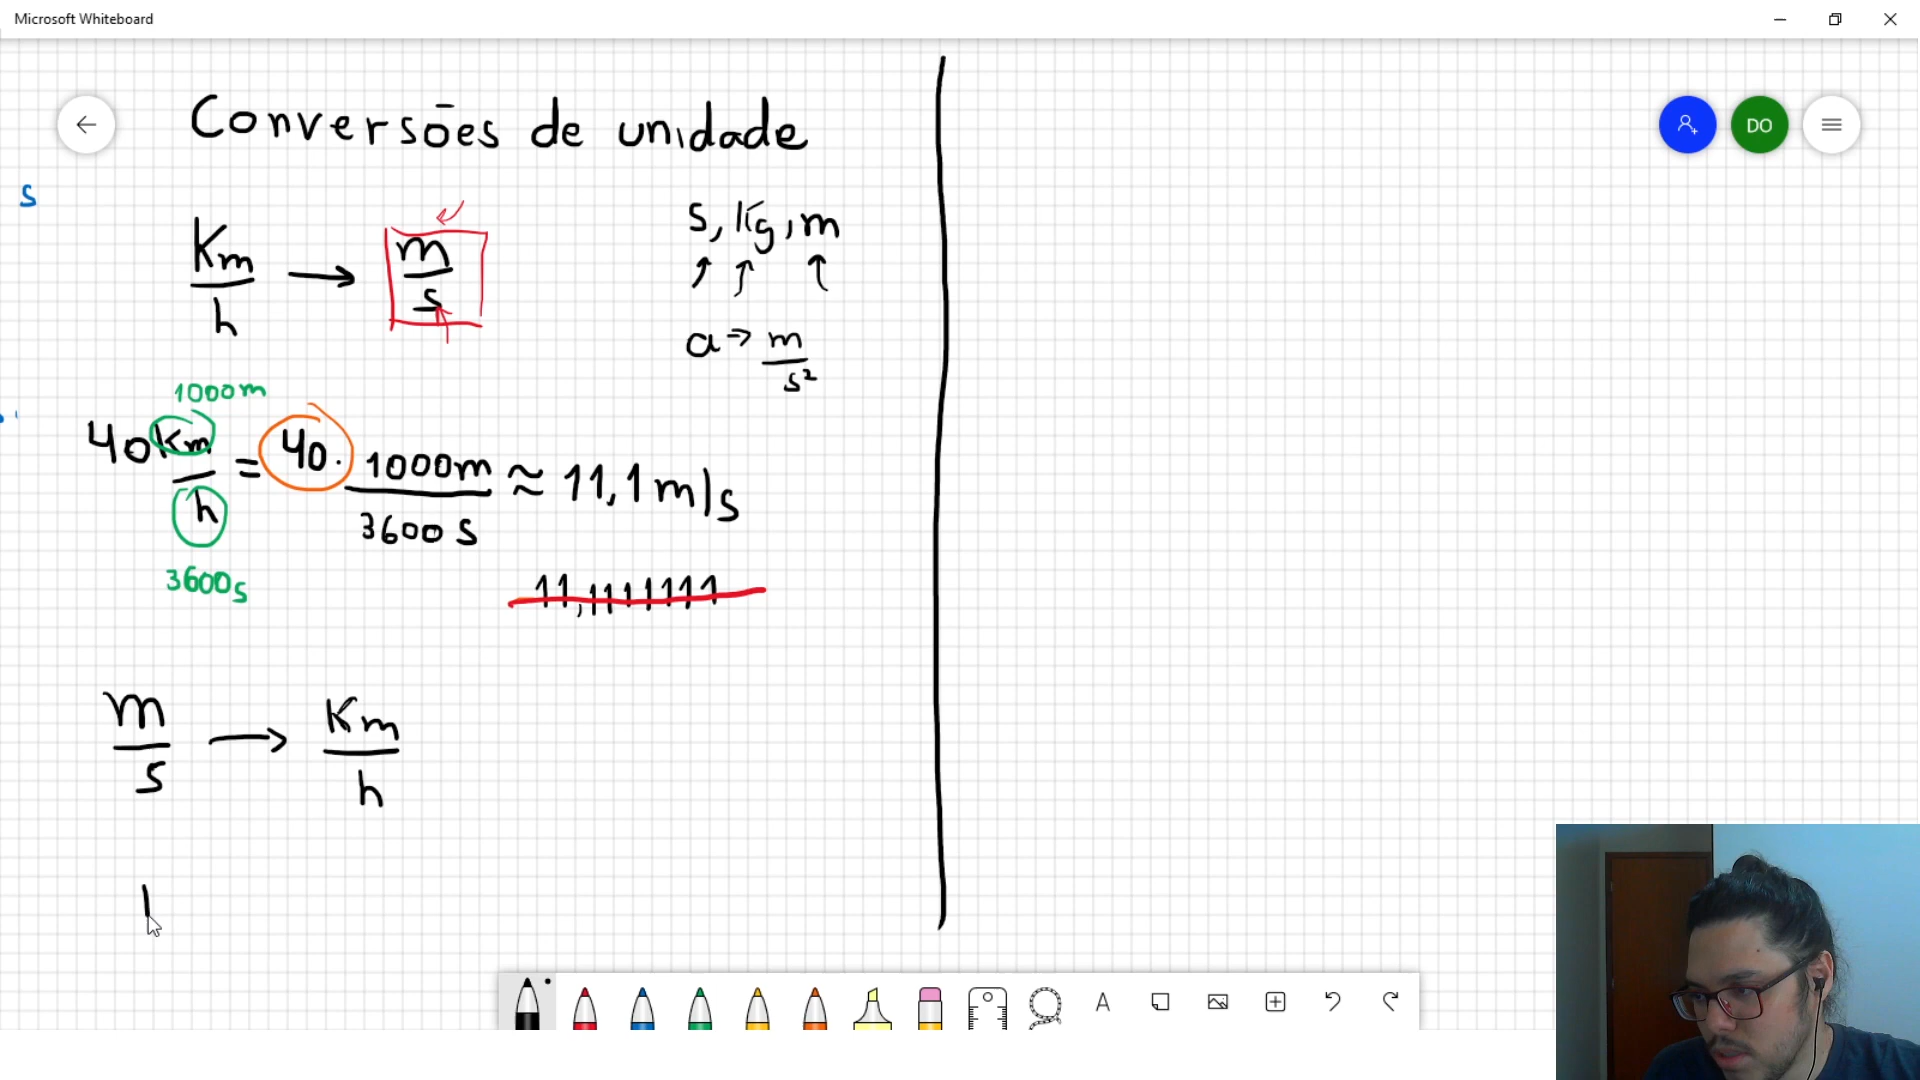 Microsoft Whiteboard
DO
Conversões de unidade
s
Km/h → m/s
s, Kg, m
a → m/s²
1000m
40 Km/h = 40 · 1000m/3600 s ≈ 11,1 m/s
3600s
11,1111111
m/s → Km/h
A